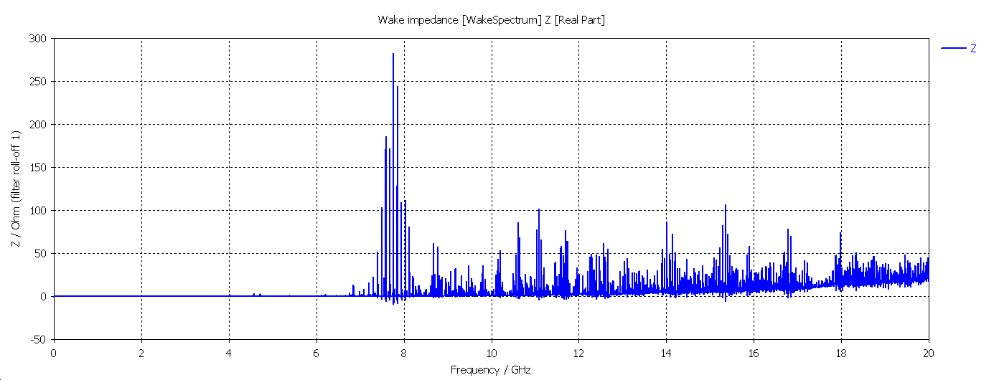 Wake impedance [WakeSpectrum] Z [Real Part]
Z
300
250
200
150
100
50
0
-50
Z / Ohm (filter roll-off 1)
0 2 4 6 8 10 12 14 16 18 20
Frequency / GHz